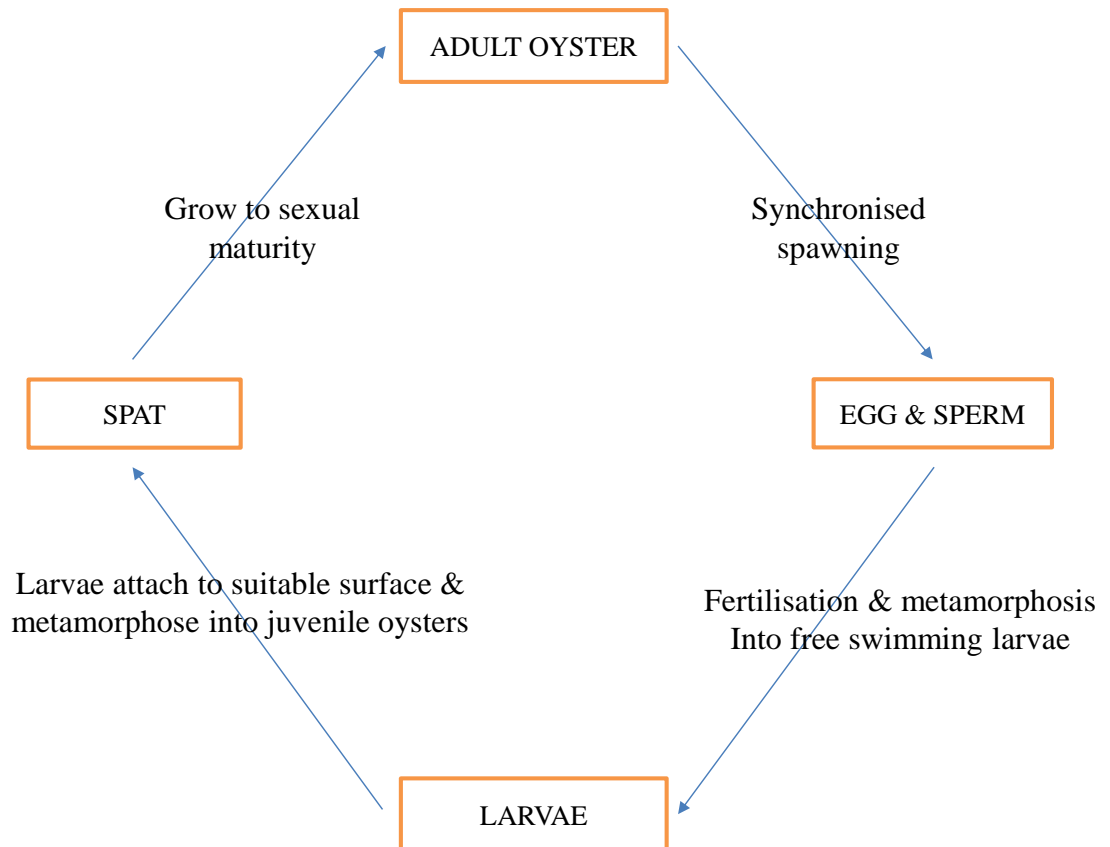 ADULT OYSTER
Grow to sexual
maturity
Synchronised
spawning
SPAT
EGG & SPERM
Larvae attach to suitable surface &
metamorphose into juvenile oysters
Fertilisation & metamorphosis
Into free swimming larvae
LARVAE